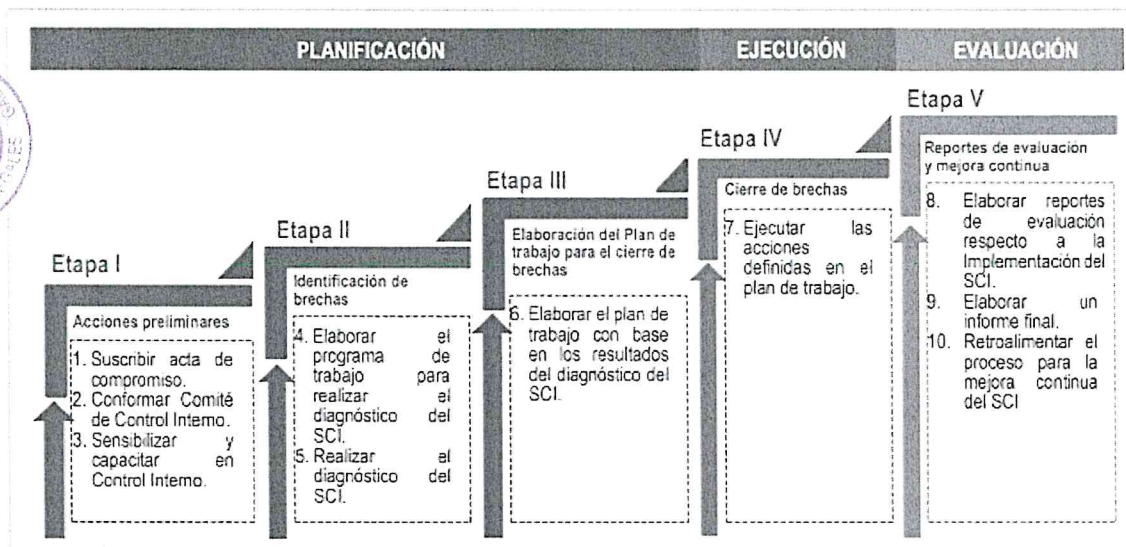 PLANIFICACIÓN
EJECUCIÓN
EVALUACIÓN
Etapa I
Acciones preliminares
1. Suscribir acta de
compromiso.
2. Conformar Comité
de Control Interno.
3. Sensibilizar y
capacitar en
Control Interno.
Etapa II
Identificación de
brechas
4. Elaborar el
programa de
trabajo para
realizar el
diagnóstico del
SCI.
5. Realizar el
diagnóstico del
SCI.
Etapa III
Elaboración del Plan de
trabajo para el cierre de
brechas
6. Elaborar el plan de
trabajo con base
en los resultados
del diagnóstico del
SCI.
Etapa IV
Cierre de brechas
7. Ejecutar las
acciones
definidas en el
plan de trabajo.
Etapa V
Reportes de evaluación
y mejora continua
8. Elaborar reportes
de evaluación
respecto a la
Implementación del
SCI.
9. Elaborar un
informe final.
10. Retroalimentar el
proceso para la
mejora continua
del SCI